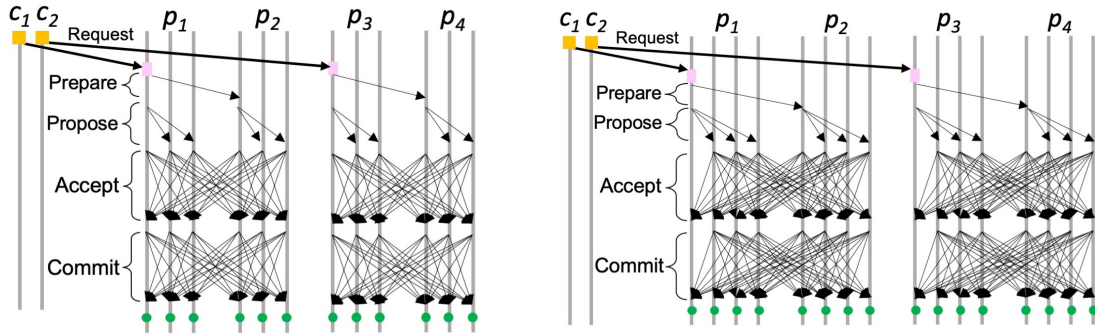 c1 c2 p1 p2 p3 p4
Request
Prepare
Propose
Accept
Commit
c1 c2 p1 p2 p3 p4
Request
Prepare
Propose
Accept
Commit